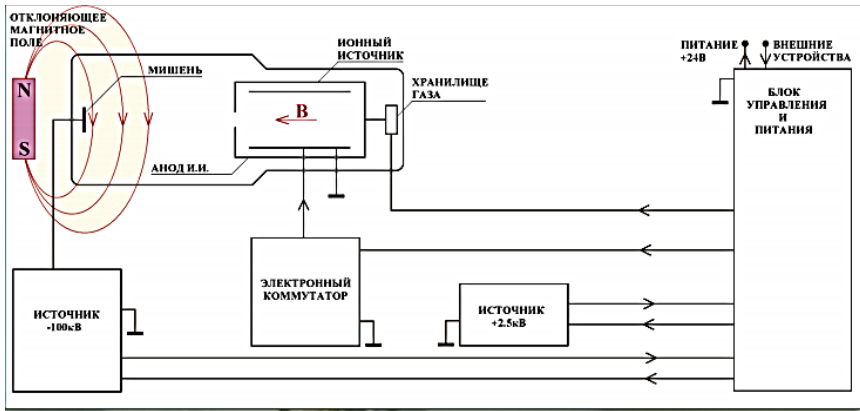 ОТКЛОНЯЮЩЕЕ
МАГНИТНОЕ
ПОЛЕ
N
S
МИШЕНЬ
ИОННЫЙ
ИСТОЧНИК
B
ХРАНИЛИЩЕ
ГАЗА
АНОД И.И.
ПИТАНИЕ
+24В
ВНЕШНИЕ
УСТРОЙСТВА
БЛОК
УПРАВЛЕНИЯ
И
ПИТАНИЯ
ЭЛЕКТРОННЫЙ
КОММУТАТОР
ИСТОЧНИК
+2.5кВ
ИСТОЧНИК
-100кВ